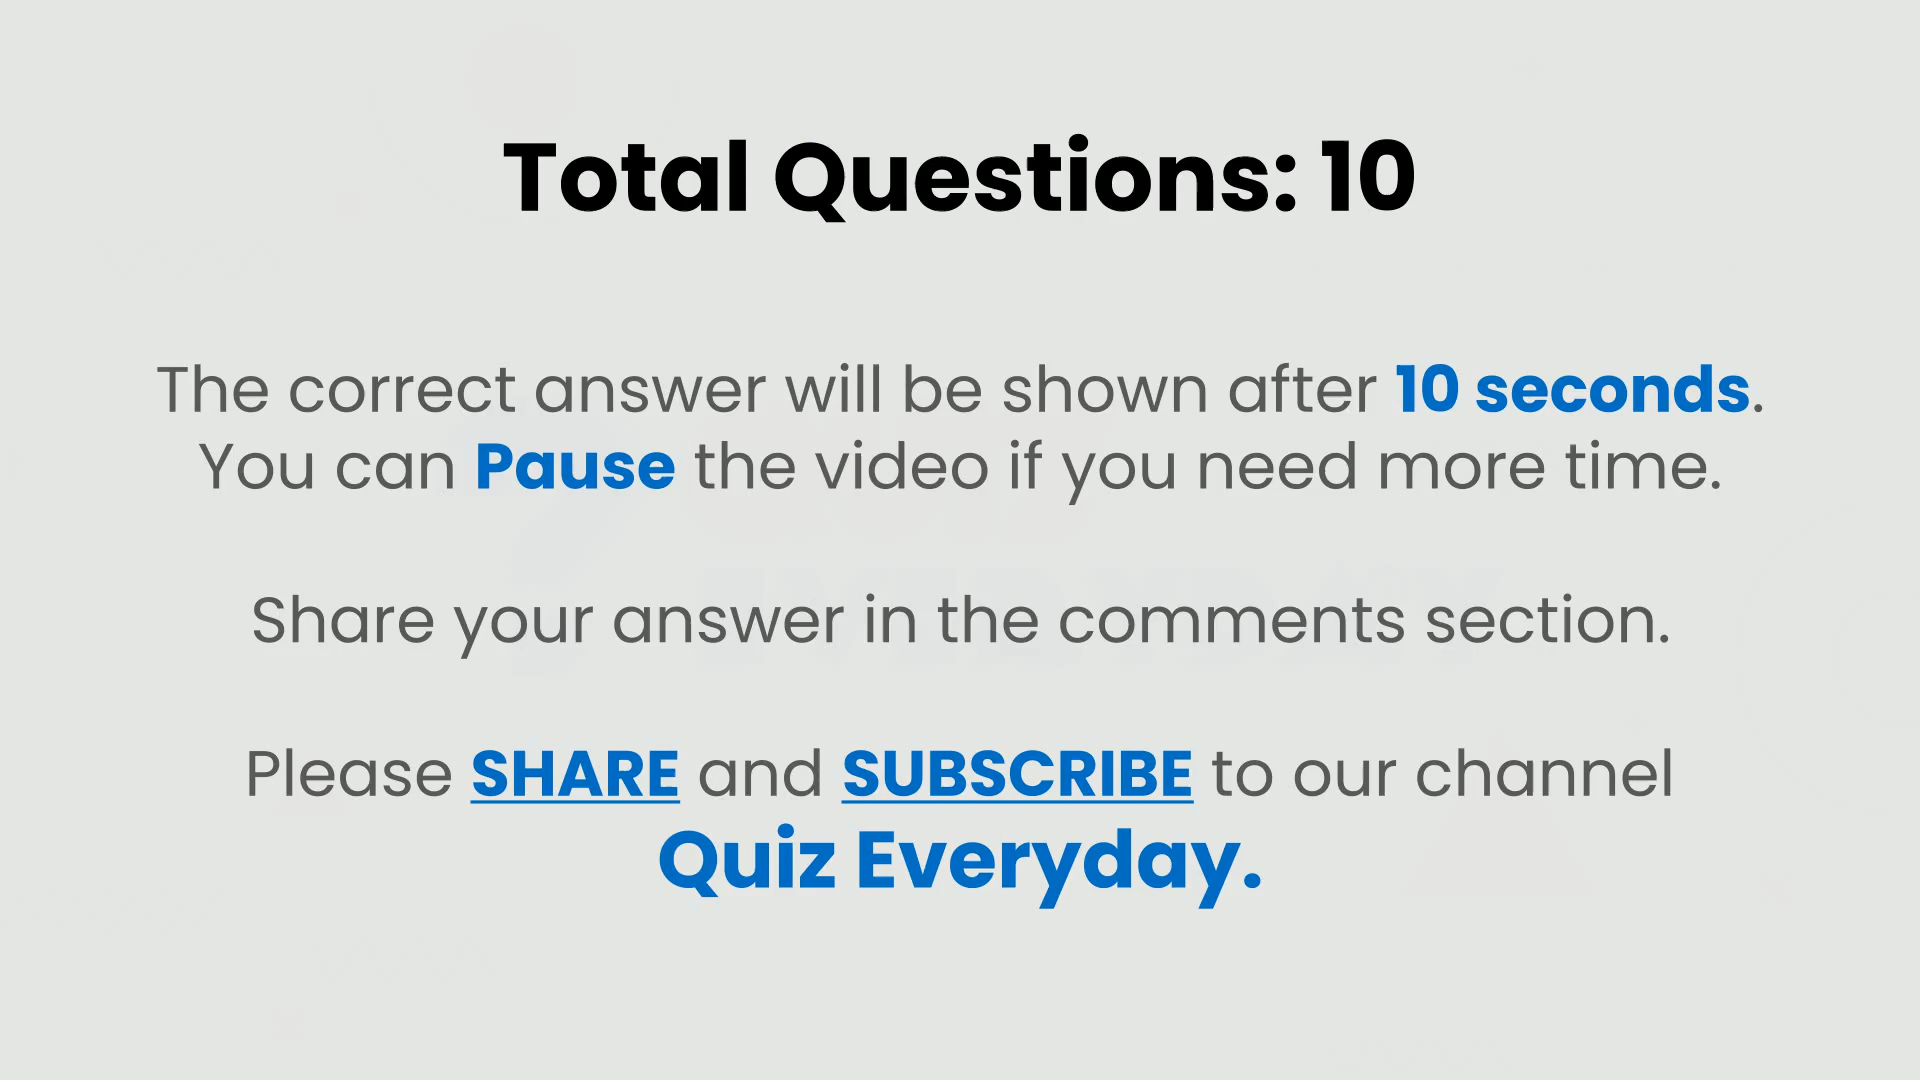 Total Questions: 10
The correct answer will be shown after 10 seconds.
You can Pause the video if you need more time.
Share your answer in the comments section.
Please SHARE and SUBSCRIBE to our channel
Quiz Everyday.